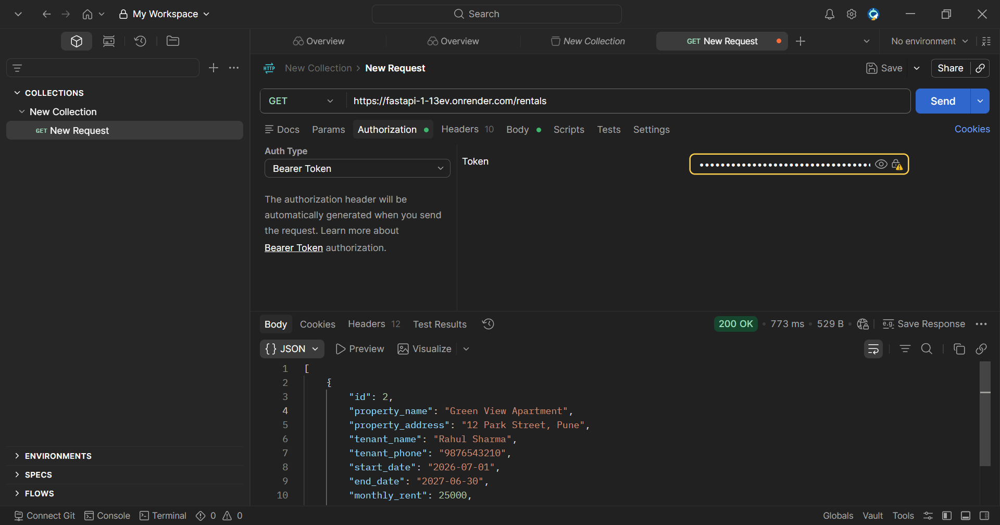 My Workspace
Search
Overview
Overview
New Collection
GET New Request
No environment
New Collection > New Request
Save
Share
COLLECTIONS
New Collection
GET New Request
HTTP
GET
https://fastapi-1-13ev.onrender.com/rentals
Send
Docs
Params
Authorization
Headers 10
Body
Scripts
Tests
Settings
Cookies
Auth Type
Bearer Token
Token
The authorization header will be
automatically generated when you send
the request. Learn more about
Bearer Token authorization.
Body
Cookies
Headers 12
Test Results
200 OK • 773 ms • 529 B
e.g. Save Response
{} JSON
Preview
Visualize
1 [
2 {
3 "id": 2,
4 "property_name": "Green View Apartment",
5 "property_address": "12 Park Street, Pune",
6 "tenant_name": "Rahul Sharma",
7 "tenant_phone": "9876543210",
8 "start_date": "2026-07-01",
9 "end_date": "2027-06-30",
10 "monthly_rent": 25000,
ENVIRONMENTS
SPECS
FLOWS
Connect Git
Console
Terminal
0
0
Globals
Vault
Tools